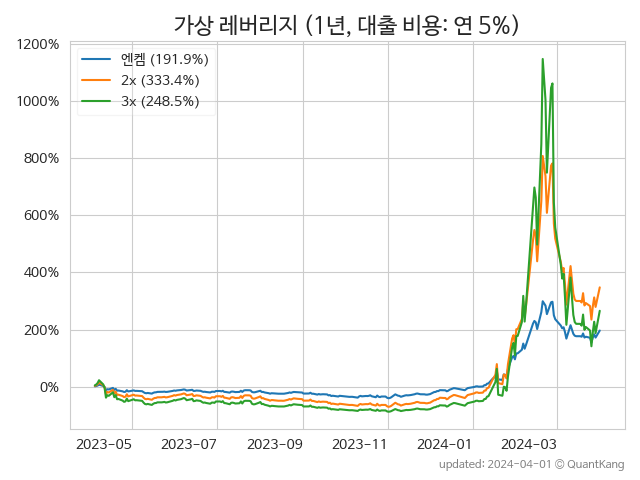 가상 레버리지 (1년, 대출 비용: 연 5%)
엔켐 (191.9%)
2x (333.4%)
3x (248.5%)
1200%
1000%
800%
600%
400%
200%
0%
2023-05 2023-07 2023-09 2023-11 2024-01 2024-03
updated: 2024-04-01 © QuantKang